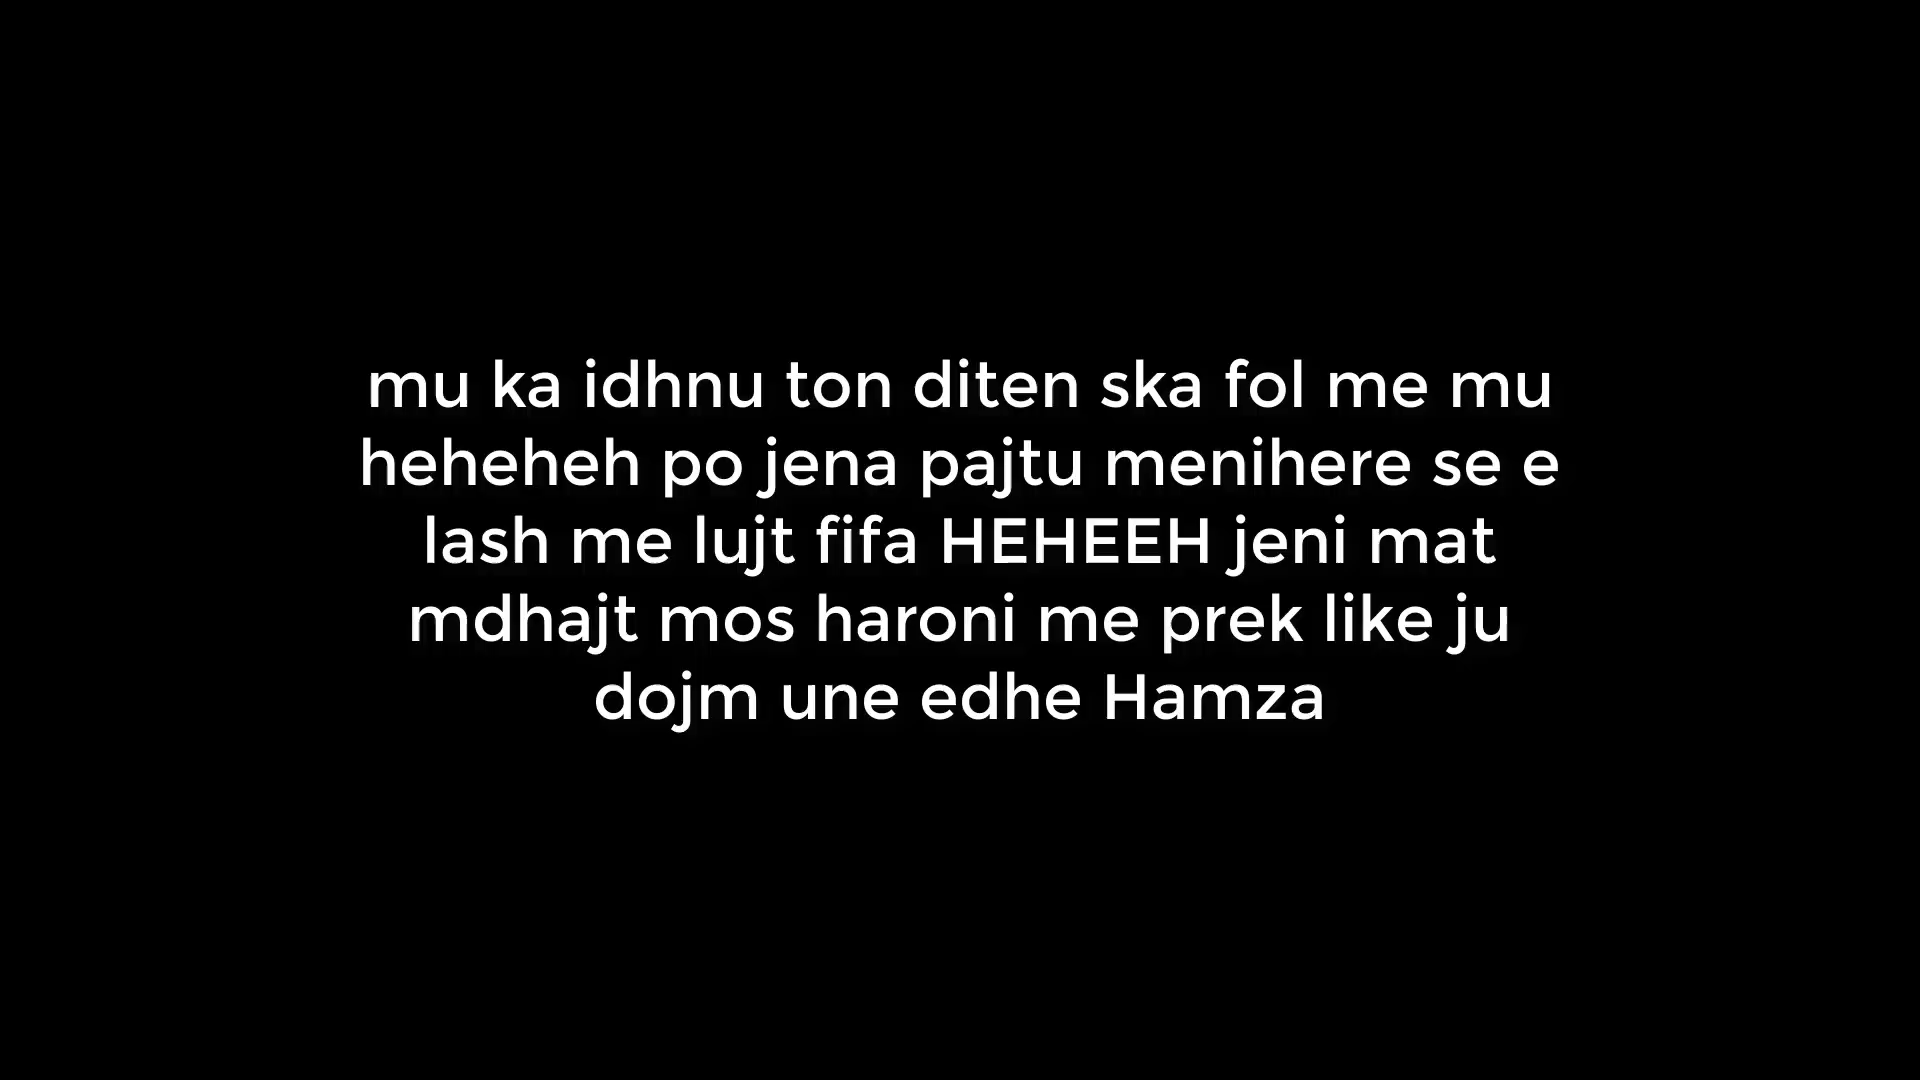 mu ka idhnu ton diten ska fol me mu
heheheh po jena pajtu menihere se e
lash me lujt fifa HEHEEH jeni mat
mdhajt mos haroni me prek like ju
dojm une edhe Hamza